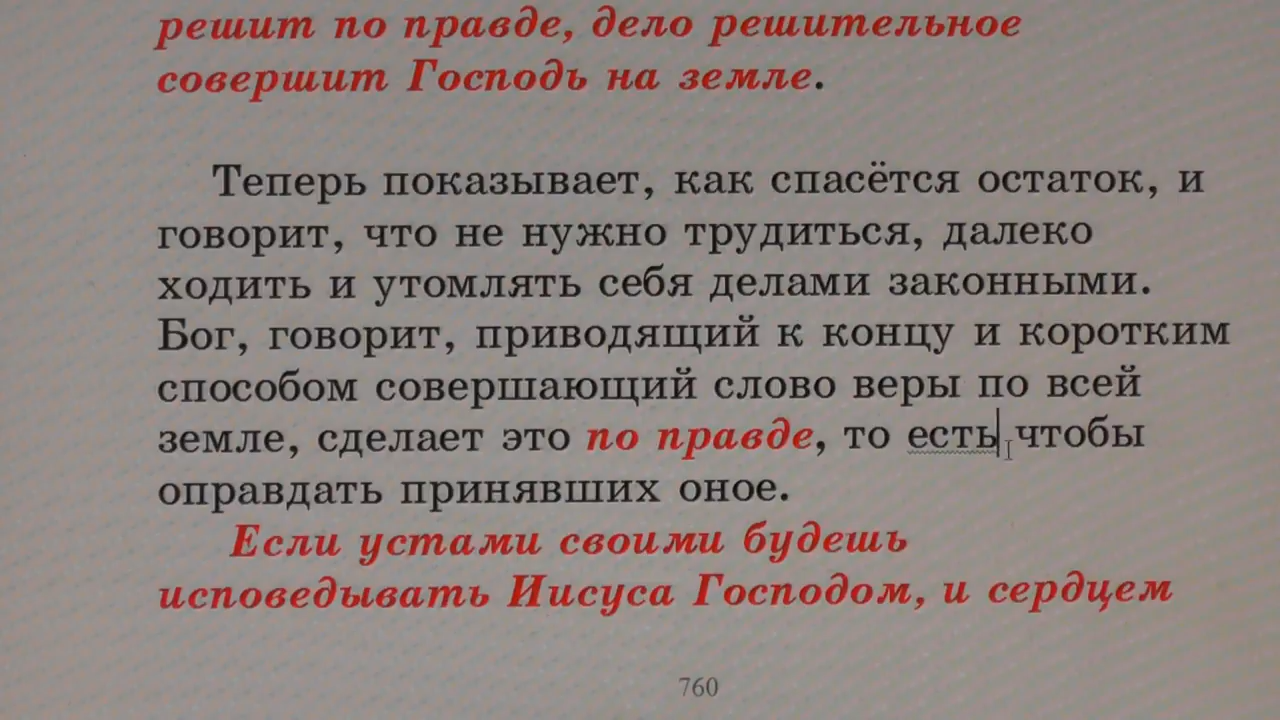 решит по правде, дело решительное
совершит Господь на земле.
Теперь показывает, как спасётся остаток, и
говорит, что не нужно трудиться, далеко
ходить и утомлять себя делами законными.
Бог, говорит, приводящий к концу и коротким
способом совершающий слово веры по всей
земле, сделает это по правде, то есть чтобы
оправдать принявших оное.
Если устами своими будешь
исповедывать Иисуса Господом, и сердцем
760